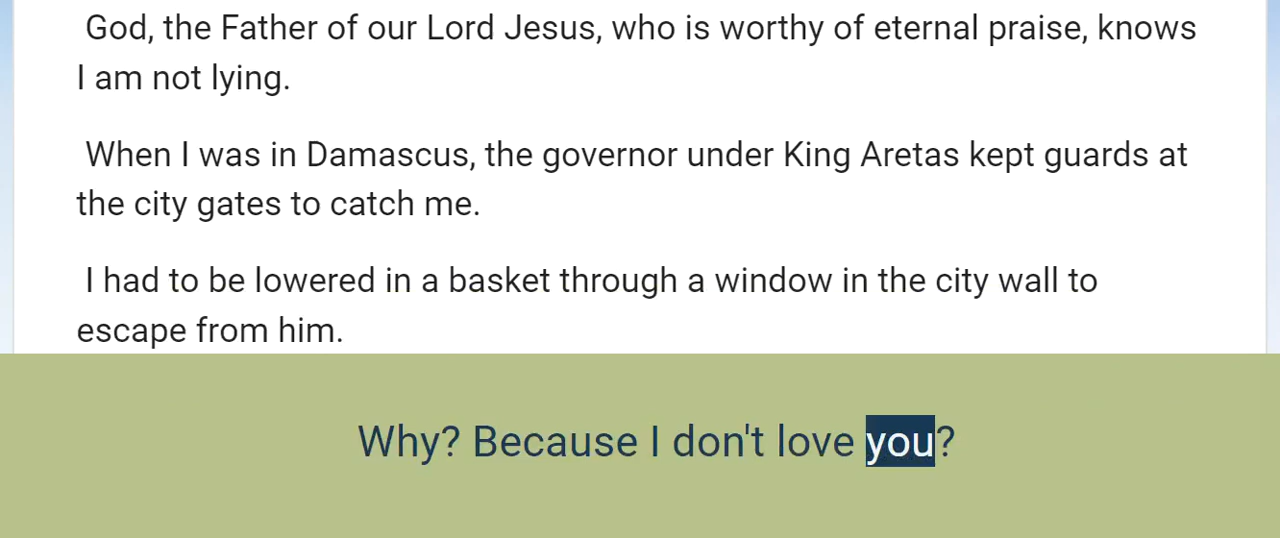 God, the Father of our Lord Jesus, who is worthy of eternal praise, knows
I am not lying.
When I was in Damascus, the governor under King Aretas kept guards at
the city gates to catch me.
I had to be lowered in a basket through a window in the city wall to
escape from him.
Why? Because I don't love you?